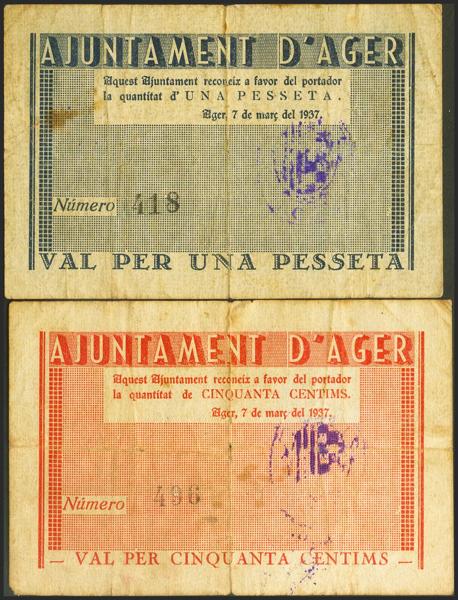 AJUNTAMENT D'AGER
Aquest Ajuntament reconeix a favor del portador
la quantitat d'UNA PESSETA.
Ager, 7 de març del 1937.
Número 418
VAL PER UNA PESSETA
AJUNTAMENT D'AGER
Aquest Ajuntament reconeix a favor del portador
la quantitat de CINQUANTA CENTIMS.
Ager, 7 de març del 1937.
Número 496
– VAL PER CINQUANTA CENTIMS –